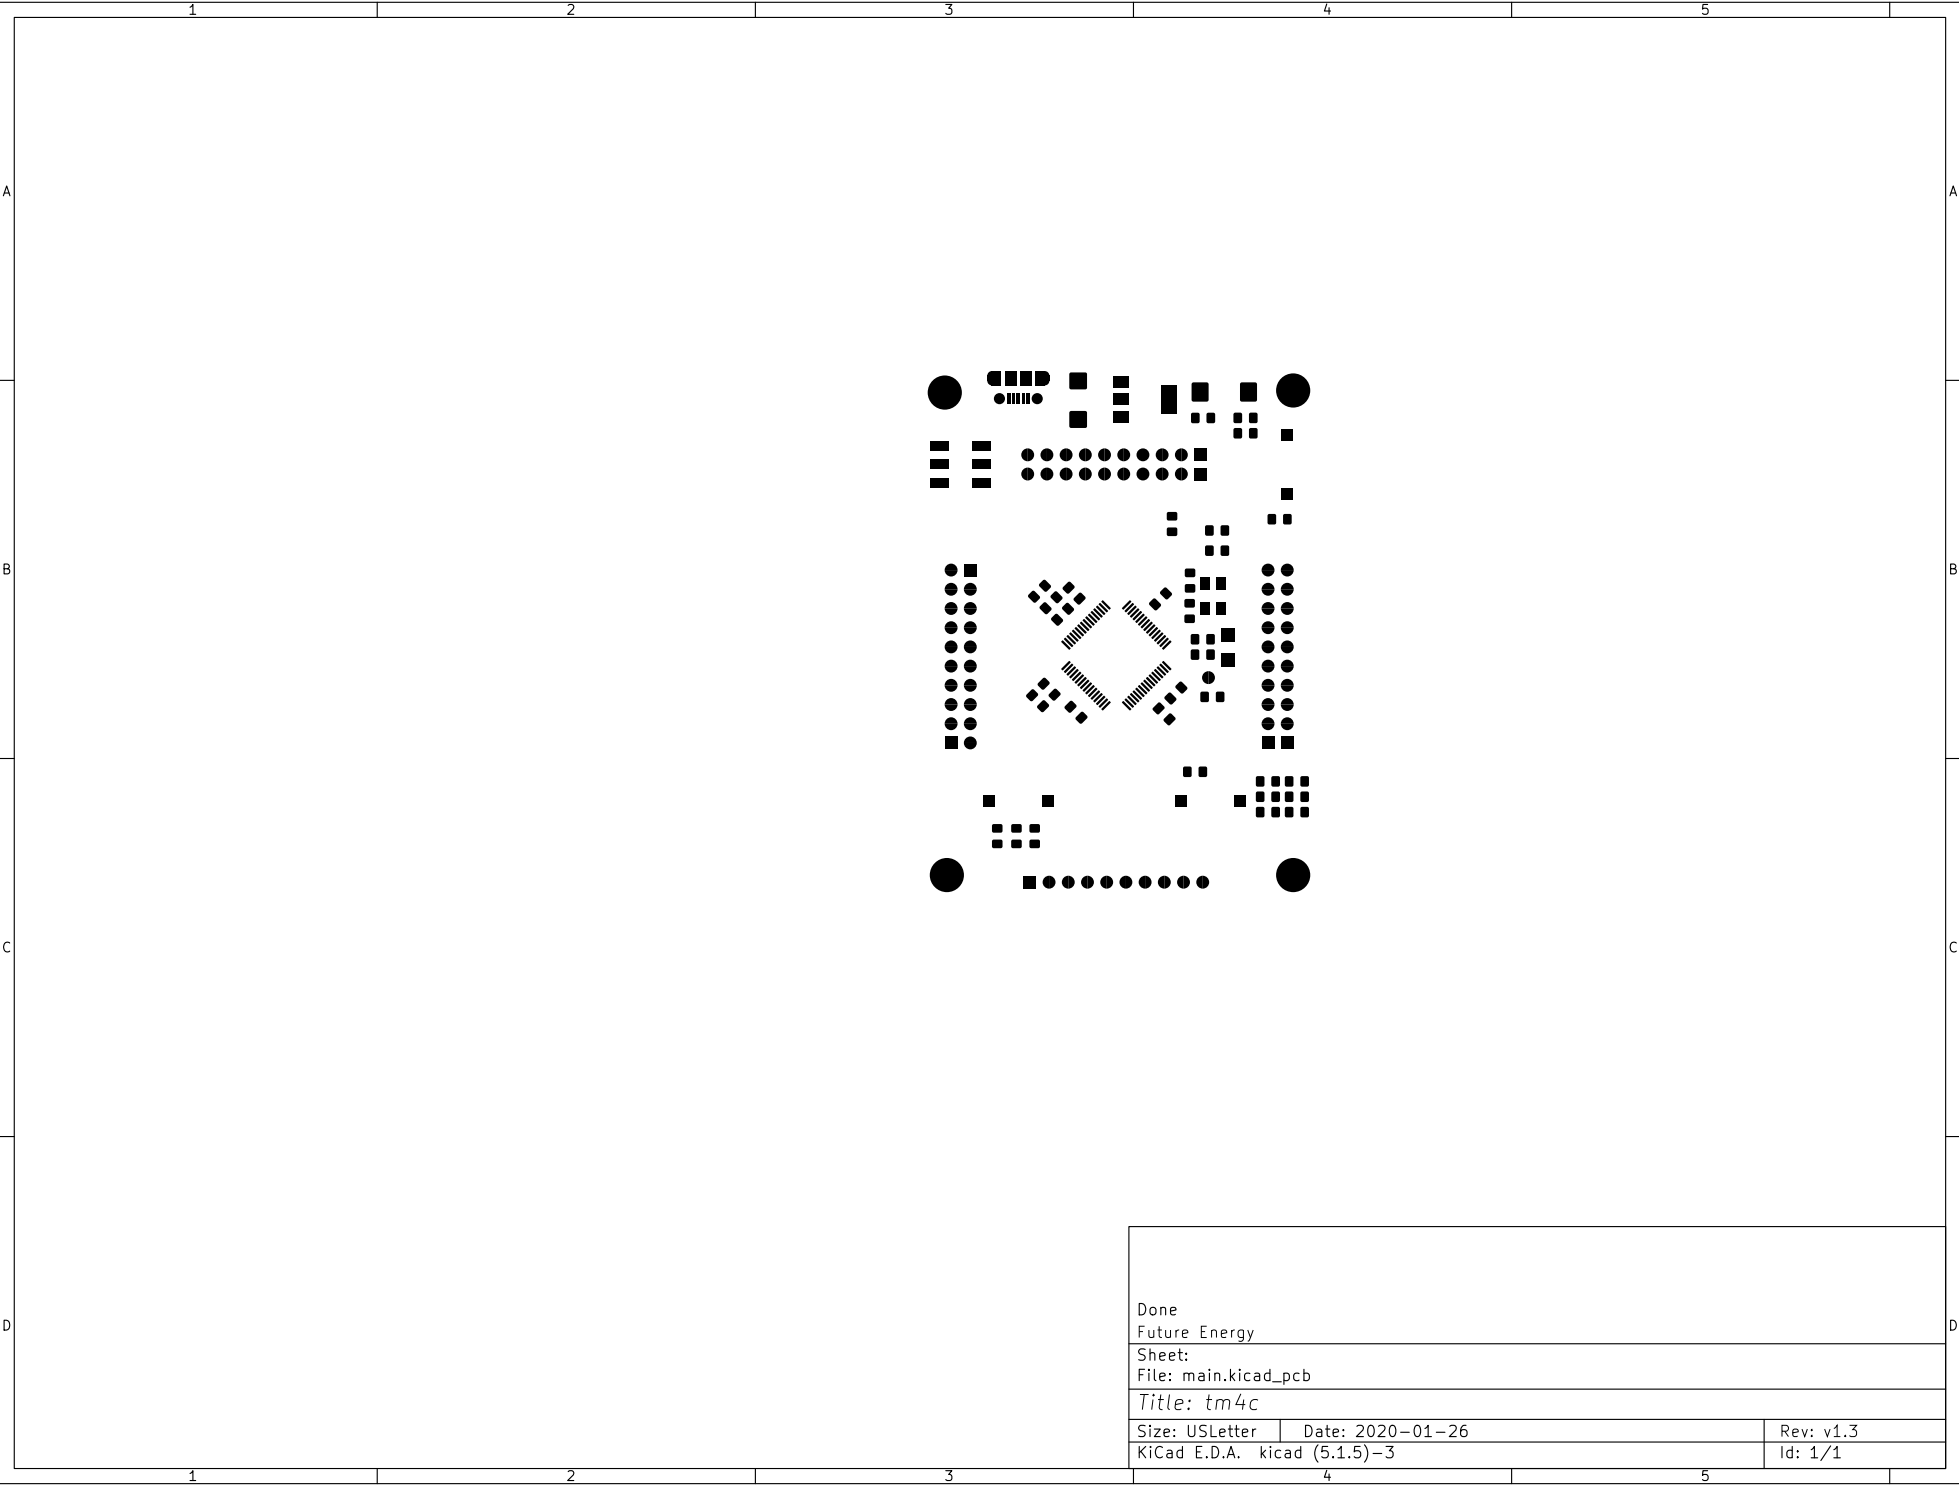 1 2 3 4 5
A A
B B
C C
D D
Done
Future Energy
Sheet:
File: main.kicad_pcb
Title: tm4c
Size: USLetter Date: 2020-01-26 Rev: v1.3
KiCad E.D.A. kicad (5.1.5)-3 Id: 1/1
1 2 3 4 5